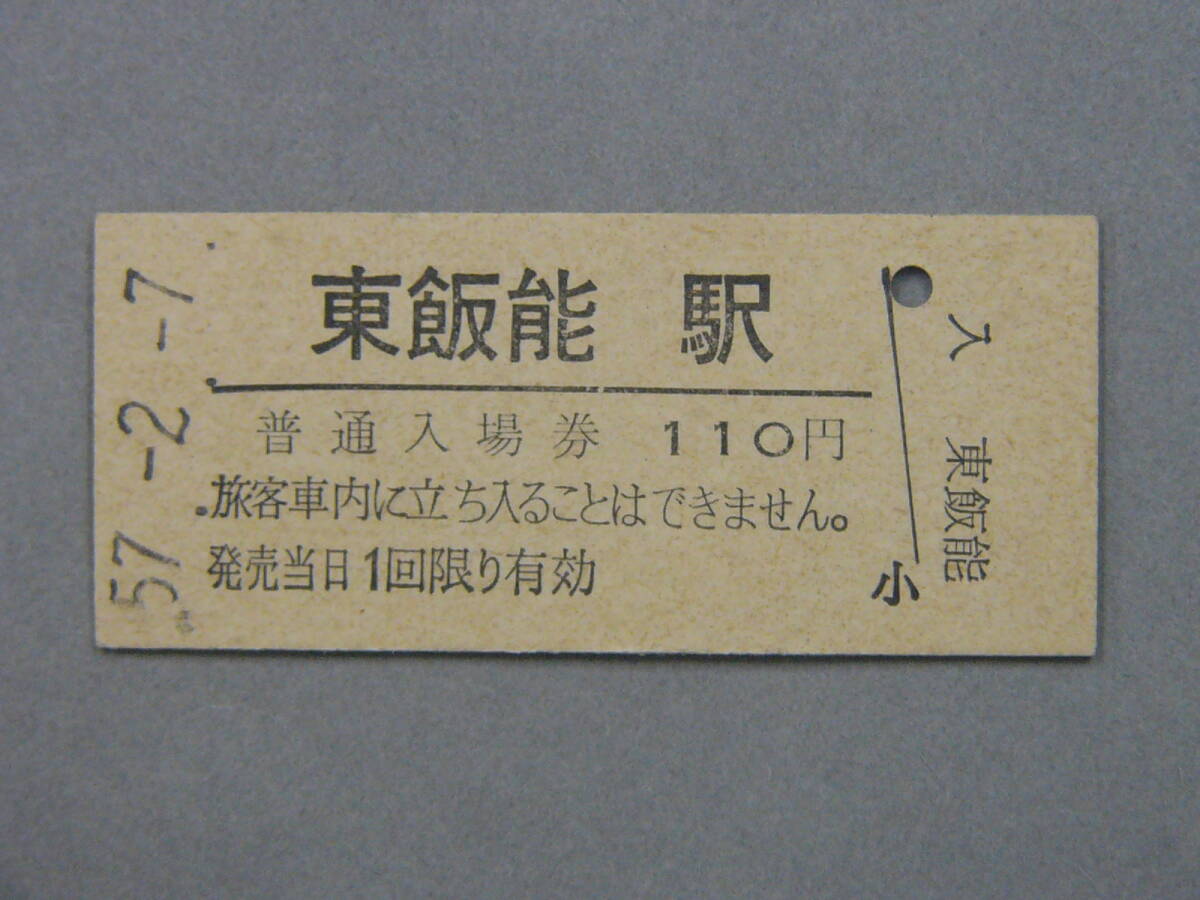 57-2-7
東飯能 駅
普通入場券 110円
旅客車内に立ち入ることはできません。
発売当日1回限り有効
小
入 東飯能